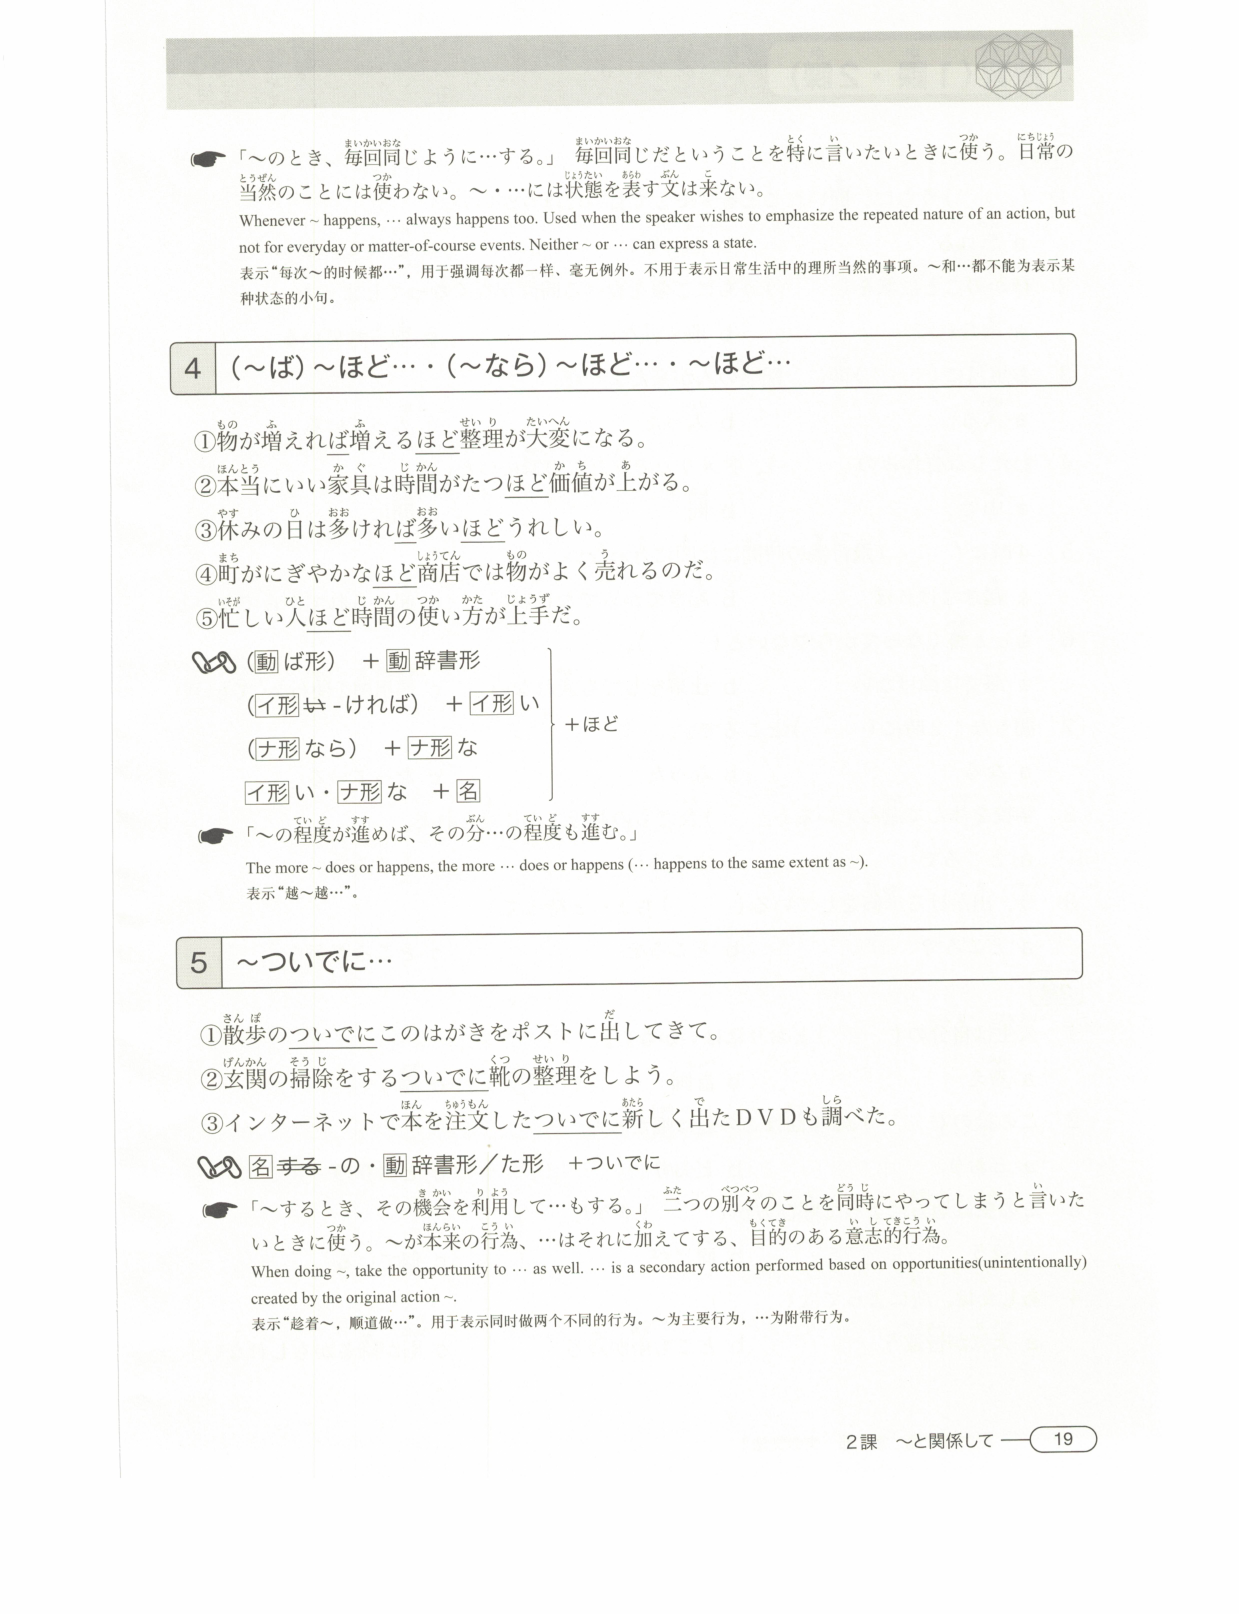 「～のとき、毎回同じように…する。」 毎回同じだということを特に言いたいときに使う。日常の
当然のことには使わない。～・…には状態を表す文は来ない。
Whenever ~ happens, … always happens too. Used when the speaker wishes to emphasize the repeated nature of an action, but
not for everyday or matter-of-course events. Neither ~ or … can express a state.
表示“每次～的时候都…”，用于强调每次都一样、毫无例外。不用于表示日常生活中的理所当然的事项。～和…都不能为表示某
种状态的小句。
4 （～ば）～ほど…・（～なら）～ほど…・～ほど…
①物が増えれば増えるほど整理が大変になる。
②本当にいい家具は時間がたつほど価値が上がる。
③休みの日は多ければ多いほどうれしい。
④町がにぎやかなほど商店では物がよく売れるのだ。
⑤忙しい人ほど時間の使い方が上手だ。
（動ば形） ＋動辞書形
（イ形い-ければ） ＋イ形い
＋ほど
（ナ形なら） ＋ナ形な
イ形い・ナ形な ＋名
「～の程度が進めば、その分…の程度も進む。」
The more ~ does or happens, the more … does or happens (… happens to the same extent as ~).
表示“越～越…”。
5 ～ついでに…
①散歩のついでにこのはがきをポストに出してきて。
②玄関の掃除をするついでに靴の整理をしよう。
③インターネットで本を注文したついでに新しく出たＤＶＤも調べた。
名する-の・動辞書形／た形 ＋ついでに
「～するとき、その機会を利用して…もする。」 二つの別々のことを同時にやってしまうと言いた
いときに使う。～が本来の行為、…はそれに加えてする、目的のある意志的行為。
When doing ~, take the opportunity to … as well. … is a secondary action performed based on opportunities(unintentionally)
created by the original action ~.
表示“趁着～，顺道做…”。用于表示同时做两个不同的行为。～为主要行为，…为附带行为。
２課 ～と関係して 19